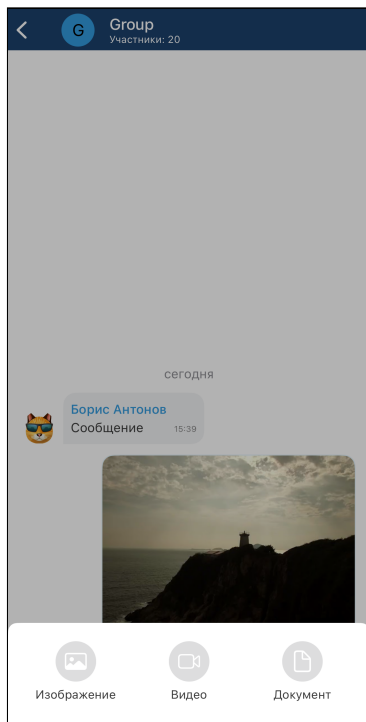 G
Group
Участники: 20
сегодня
Борис Антонов
Сообщение 15:39
Изображение Видео Документ